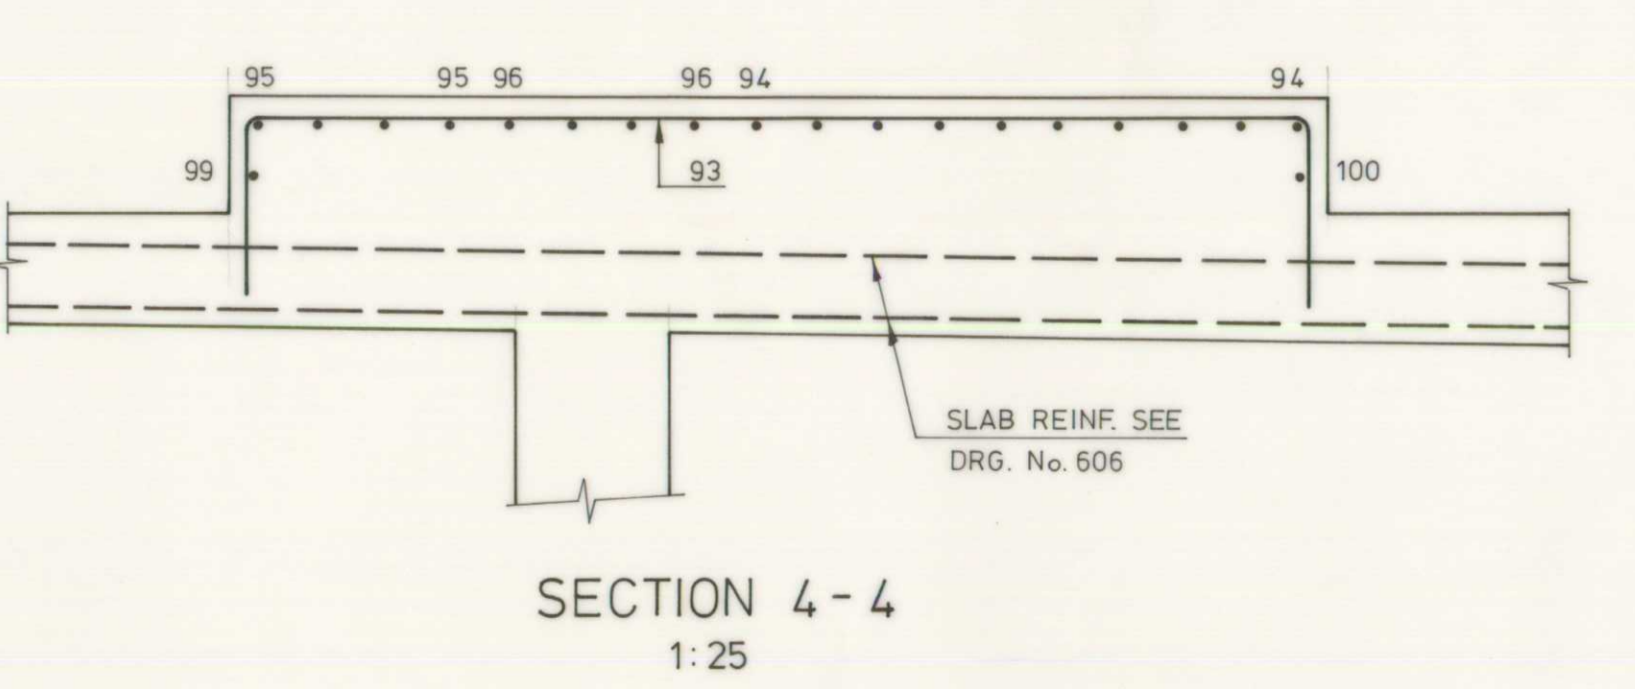 95 95 96 96 94 94
99 93 100
SLAB REINF. SEE
DRG. No. 606
SECTION 4-4
1:25